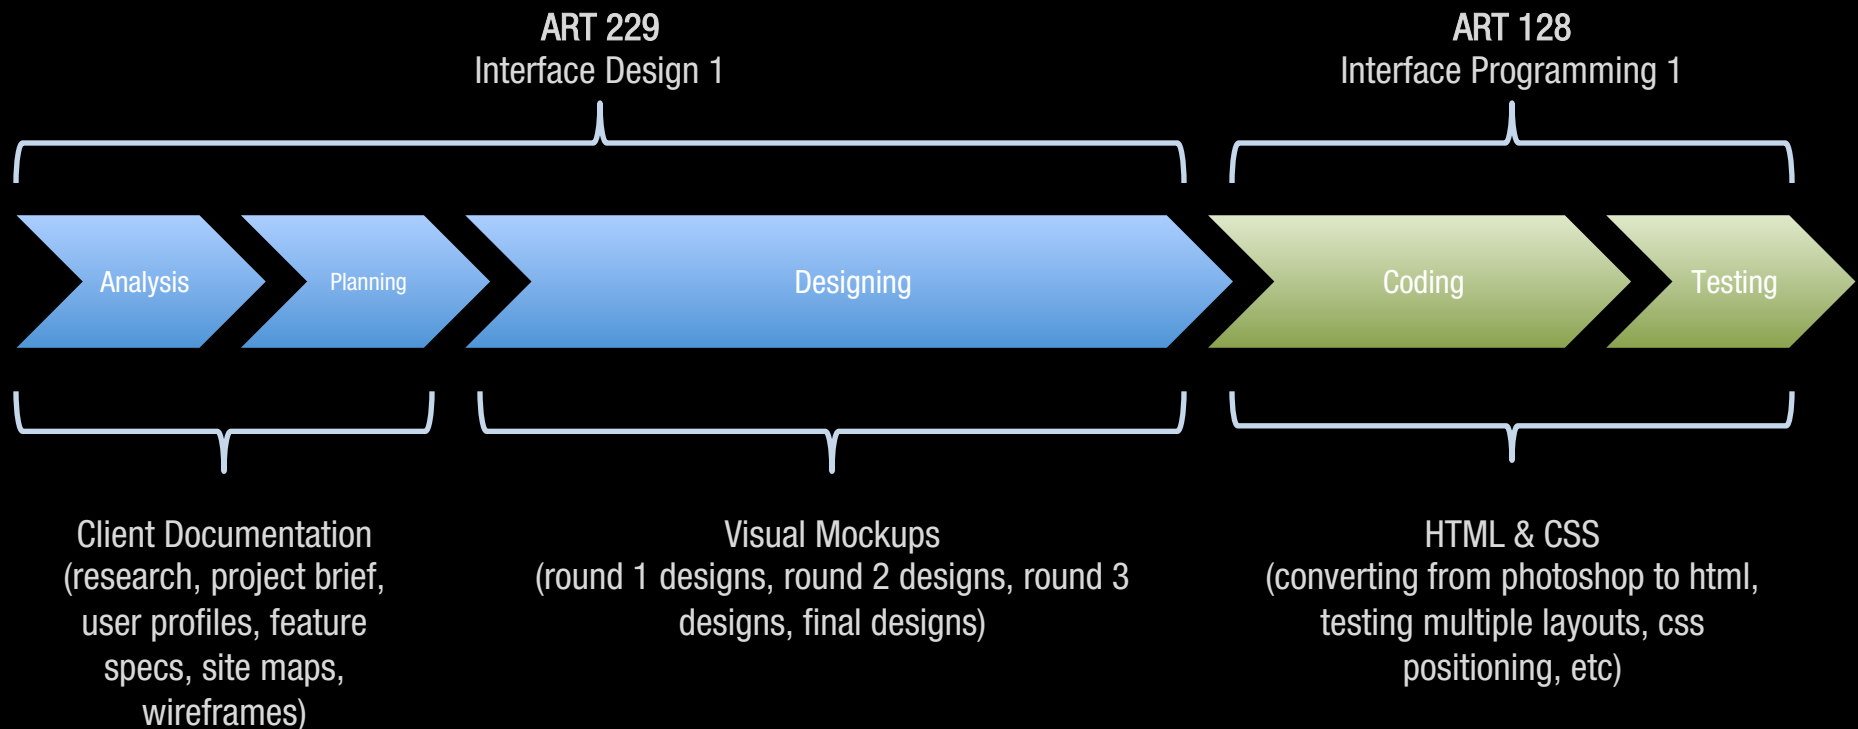 ART 229
Interface Design 1
ART 128
Interface Programming 1
Analysis
Planning
Designing
Coding
Testing
Client Documentation
(research, project brief,
user profiles, feature
specs, site maps,
wireframes)
Visual Mockups
(round 1 designs, round 2 designs, round 3
designs, final designs)
HTML & CSS
(converting from photoshop to html,
testing multiple layouts, css
positioning, etc)